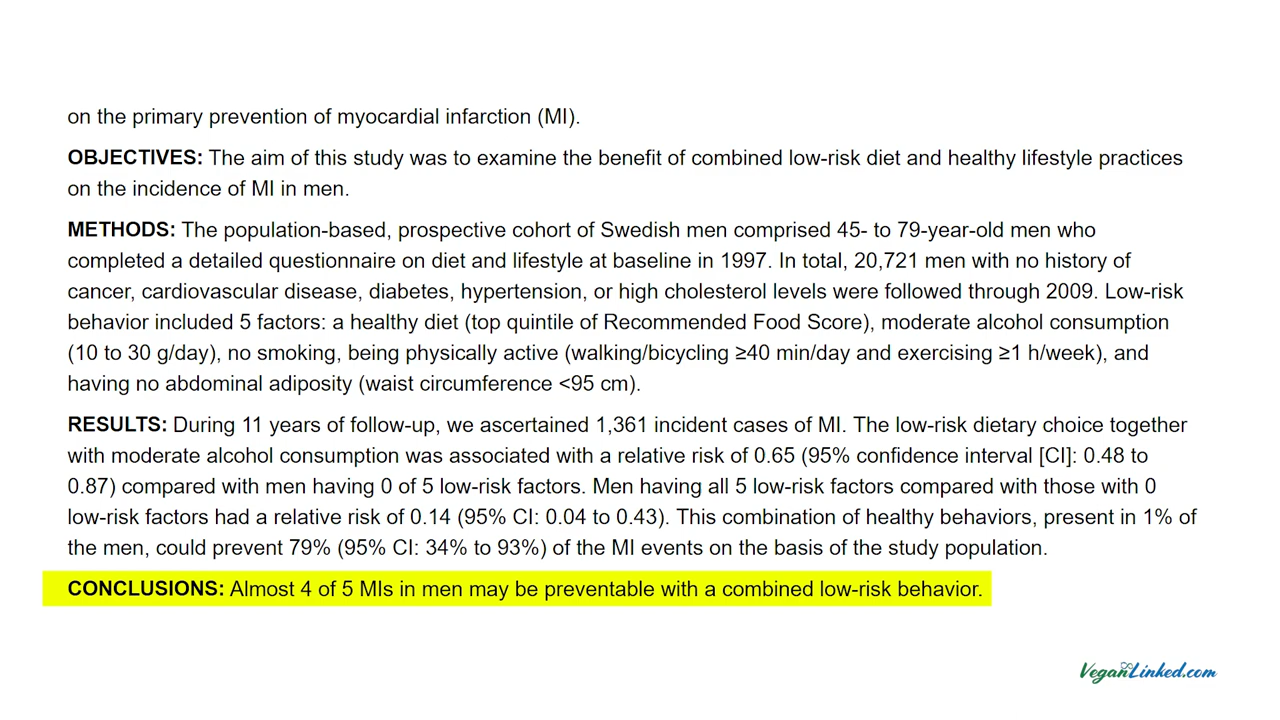 on the primary prevention of myocardial infarction (MI).
OBJECTIVES: The aim of this study was to examine the benefit of combined low-risk diet and healthy lifestyle practices
on the incidence of MI in men.
METHODS: The population-based, prospective cohort of Swedish men comprised 45- to 79-year-old men who
completed a detailed questionnaire on diet and lifestyle at baseline in 1997. In total, 20,721 men with no history of
cancer, cardiovascular disease, diabetes, hypertension, or high cholesterol levels were followed through 2009. Low-risk
behavior included 5 factors: a healthy diet (top quintile of Recommended Food Score), moderate alcohol consumption
(10 to 30 g/day), no smoking, being physically active (walking/bicycling ≥40 min/day and exercising ≥1 h/week), and
having no abdominal adiposity (waist circumference <95 cm).
RESULTS: During 11 years of follow-up, we ascertained 1,361 incident cases of MI. The low-risk dietary choice together
with moderate alcohol consumption was associated with a relative risk of 0.65 (95% confidence interval [CI]: 0.48 to
0.87) compared with men having 0 of 5 low-risk factors. Men having all 5 low-risk factors compared with those with 0
low-risk factors had a relative risk of 0.14 (95% CI: 0.04 to 0.43). This combination of healthy behaviors, present in 1% of
the men, could prevent 79% (95% CI: 34% to 93%) of the MI events on the basis of the study population.
CONCLUSIONS: Almost 4 of 5 MIs in men may be preventable with a combined low-risk behavior.
VeganLinked.com